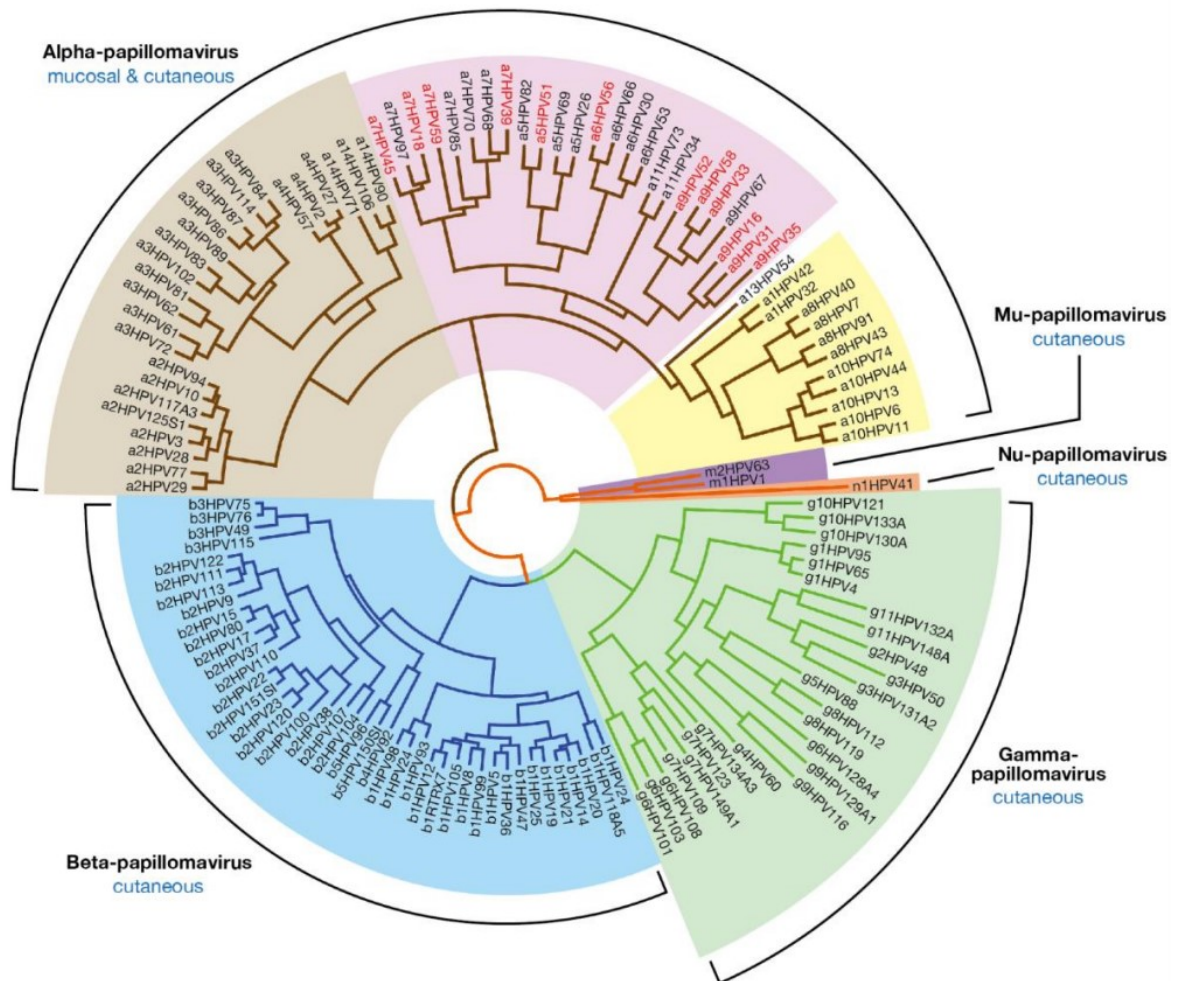 Alpha-papillomavirus
mucosal & cutaneous
a2HPV29
a2HPV77
a2HPV28
a2HPV3
a2HPV125S1
a2HPV117A3
a2HPV10
a2HPV94
a3HPV72
a3HPV61
a3HPV62
a3HPV81
a3HPV102
a3HPV83
a3HPV89
a3HPV86
a3HPV87
a3HPV114
a3HPV84
a4HPV57
a4HPV2
a4HPV27
a14HPV71
a14HPV106
a14HPV90
a7HPV45
a7HPV97
a7HPV18
a7HPV59
a7HPV85
a7HPV70
a7HPV68
a7HPV39
a5HPV82
a5HPV51
a5HPV69
a5HPV26
a6HPV56
a6HPV66
a6HPV30
a6HPV53
a11HPV73
a11HPV34
a9HPV52
a9HPV58
a9HPV33
a9HPV67
a9HPV16
a9HPV31
a9HPV35
a13HPV54
a1HPV42
a1HPV32
a8HPV40
a8HPV7
a8HPV91
a8HPV43
a10HPV74
a10HPV44
a10HPV13
a10HPV6
a10HPV11
Mu-papillomavirus
cutaneous
m2HPV63
m1HPV1
Nu-papillomavirus
cutaneous
n1HPV41
g10HPV121
g10HPV133A
g10HPV130A
g1HPV95
g1HPV65
g1HPV4
g11HPV132A
g11HPV148A
g2HPV48
g3HPV50
g3HPV131A2
g5HPV88
g8HPV112
g8HPV119
g6HPV128A4
g9HPV129A1
g9HPV116
g4HPV60
g7HPV134A3
g7HPV123
g7HPV149A1
g7HPV109
g6HPV108
g6HPV103
g6HPV101
Gamma-
papillomavirus
cutaneous
b3HPV75
b3HPV76
b3HPV49
b3HPV115
b2HPV122
b2HPV111
b2HPV113
b2HPV9
b2HPV15
b2HPV80
b2HPV17
b2HPV37
b2HPV110
b2HPV22
b2HPV151SI
b2HPV23
b2HPV120
b2HPV100
b2HPV38
b2HPV107
b2HPV104
b5HPV96
b5HPV150SL
b4HPV92
b1HPV98
b1HPV24
b1HPV93
b1HPV12
b1RTRX7
b1HPV105
b1HPV8
b1HPV99
b1HPV5
b1HPV36
b1HPV47
b1HPV25
b1HPV19
b1HPV21
b1HPV14
b1HPV20
b1HPV118A5
b1HPV24
Beta-papillomavirus
cutaneous